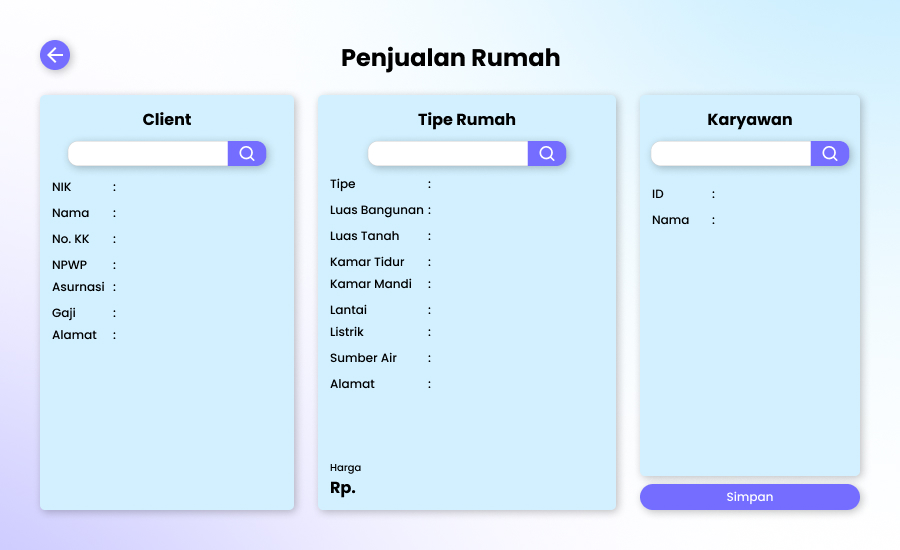 Penjualan Rumah
Client
NIK :
Nama :
No. KK :
NPWP :
Asurnasi :
Gaji :
Alamat :
Tipe Rumah
Tipe :
Luas Bangunan :
Luas Tanah :
Kamar Tidur :
Kamar Mandi :
Lantai :
Listrik :
Sumber Air :
Alamat :
Harga
Rp.
Karyawan
ID :
Nama :
Simpan